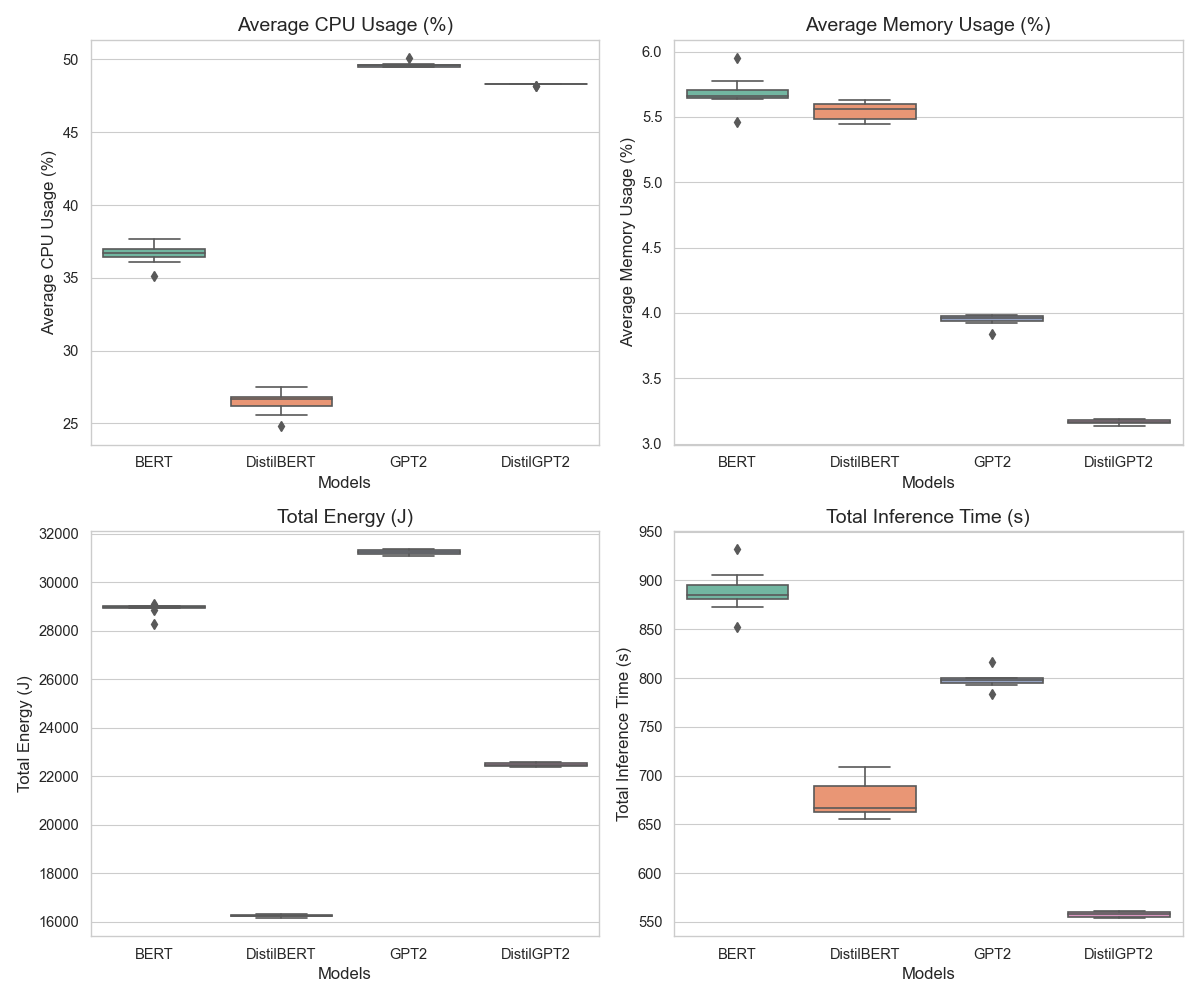 Average CPU Usage (%)
Average CPU Usage (%)
50
45
40
35
30
25
BERT DistilBERT GPT2 DistilGPT2
Models
Average Memory Usage (%)
Average Memory Usage (%)
6.0
5.5
5.0
4.5
4.0
3.5
3.0
BERT DistilBERT GPT2 DistilGPT2
Models
Total Energy (J)
Total Energy (J)
32000
30000
28000
26000
24000
22000
20000
18000
16000
BERT DistilBERT GPT2 DistilGPT2
Models
Total Inference Time (s)
Total Inference Time (s)
950
900
850
800
750
700
650
600
550
BERT DistilBERT GPT2 DistilGPT2
Models